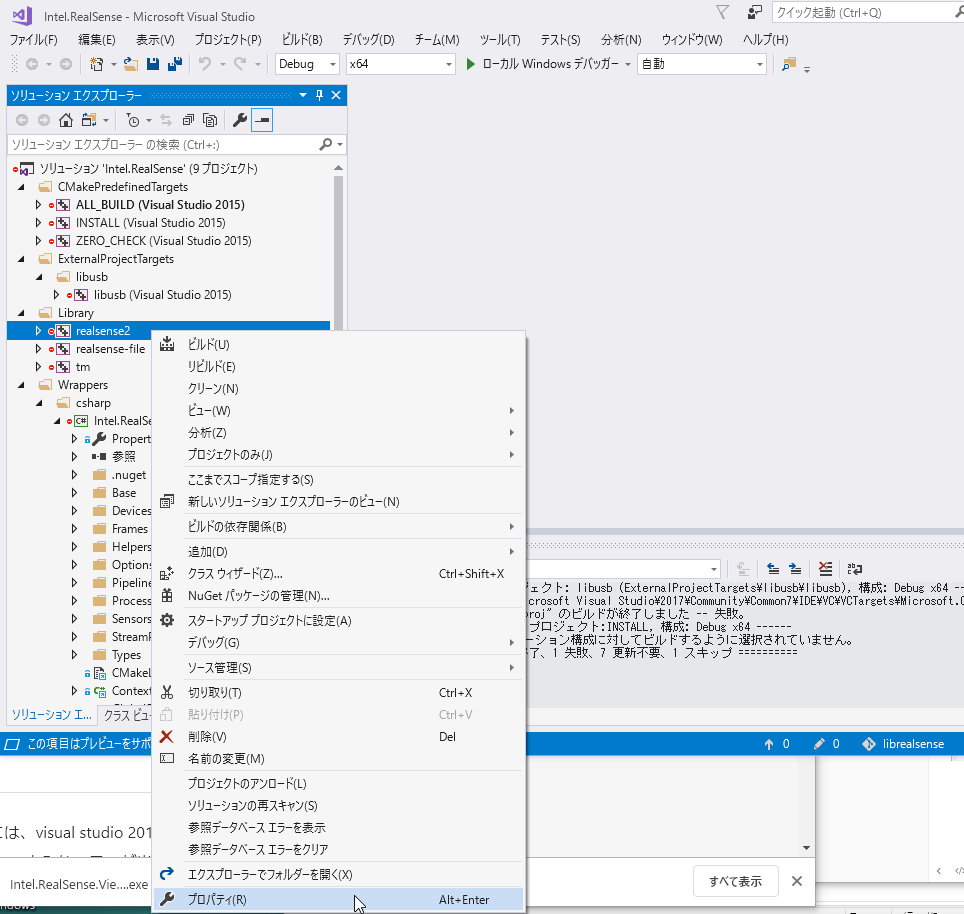 Intel.RealSense - Microsoft Visual Studio
クイック起動 (Ctrl+Q)
ファイル(F) 編集(E) 表示(V) プロジェクト(P) ビルド(B) デバッグ(D) チーム(M) ツール(T) テスト(S) 分析(N) ウィンドウ(W) ヘルプ(H)
Debug x64 ローカル Windows デバッガー 自動
ソリューション エクスプローラー
ソリューション エクスプローラー の検索 (Ctrl+:)
ソリューション 'Intel.RealSense' (9 プロジェクト)
CMakePredefinedTargets
ALL_BUILD (Visual Studio 2015)
INSTALL (Visual Studio 2015)
ZERO_CHECK (Visual Studio 2015)
ExternalProjectTargets
libusb
libusb (Visual Studio 2015)
Library
realsense2
realsense-file
tm
Wrappers
csharp
Intel.RealSe
Propert
参照
.nuget
Base
Devices
Frames
Helpers
Options
Pipeline
Process
Sensors
StreamP
Types
CMakeL
Context
ソリューション エ... クラス ビュー
ビルド(U)
リビルド(E)
クリーン(N)
ビュー(W)
分析(Z)
プロジェクトのみ(J)
ここまでスコープ指定する(S)
新しいソリューション エクスプローラーのビュー(N)
ビルドの依存関係(B)
追加(D)
クラス ウィザード(Z)... Ctrl+Shift+X
NuGet パッケージの管理(N)...
スタートアップ プロジェクトに設定(A)
デバッグ(G)
ソース管理(S)
切り取り(T) Ctrl+X
貼り付け(P) Ctrl+V
削除(V) Del
名前の変更(M)
プロジェクトのアンロード(L)
ソリューションの再スキャン(S)
参照データベース エラーを表示
参照データベース エラーをクリア
エクスプローラーでフォルダーを開く(X)
プロパティ(R) Alt+Enter
ジェクト: libusb (ExternalProjectTargets¥libusb¥libusb), 構成: Debug x64 --
crosoft Visual Studio¥2017¥Community¥Common7¥IDE¥VC¥VCTargets¥Microsoft.C
proj" のビルドが終了しました -- 失敗。
プロジェクト:INSTALL, 構成: Debug x64 ------
ーション構成に対してビルドするように選択されていません。
了、1 失敗、7 更新不要、1 スキップ ==========
この項目はプレビューをサポ
0 0 librealsense
には、visual studio 201
Intel.RealSense.Vie....exe
すべて表示